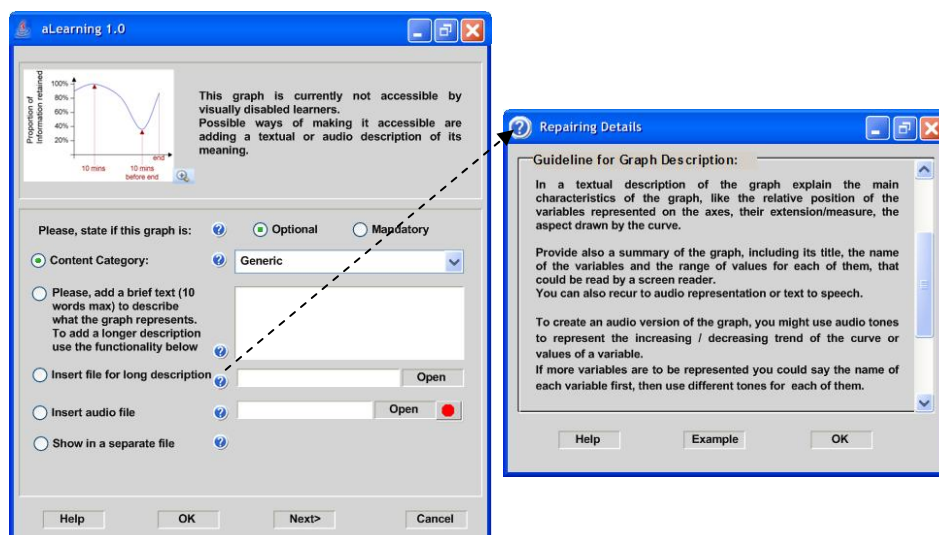 aLearning 1.0
Proportion of
Information retained
100%
80%
60%
40%
20%
end
10 mins
10 mins
before end
This graph is currently not accessible by
visually disabled learners.
Possible ways of making it accessible are
adding a textual or audio description of its
meaning.
Please, state if this graph is: ? Optional Mandatory
Content Category: ? Generic
Please, add a brief text (10
words max) to describe
what the graph represents.
To add a longer description
use the functionality below ?
Insert file for long description ? Open
Insert audio file ? Open
Show in a separate file ?
Help OK Next> Cancel
? Repairing Details
Guideline for Graph Description:
In a textual description of the graph explain the main
characteristics of the graph, like the relative position of the
variables represented on the axes, their extension/measure, the
aspect drawn by the curve.
Provide also a summary of the graph, including its title, the name
of the variables and the range of values for each of them, that
could be read by a screen reader.
You can also recur to audio representation or text to speech.
To create an audio version of the graph, you might use audio tones
to represent the increasing / decreasing trend of the curve or
values of a variable.
If more variables are to be represented you could say the name of
each variable first, then use different tones for each of them.
Help Example OK